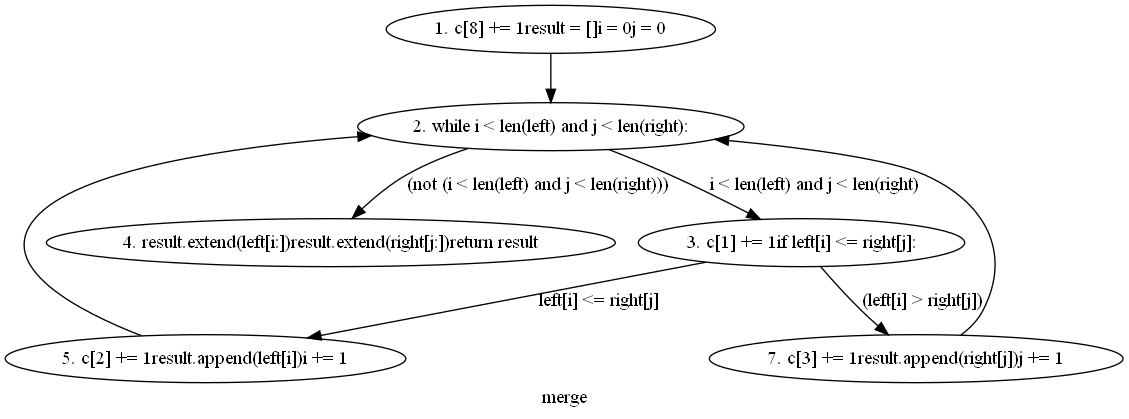 1. c[8] += 1result = []i = 0j = 0
2. while i < len(left) and j < len(right):
(not (i < len(left) and j < len(right)))
i < len(left) and j < len(right)
4. result.extend(left[i:])result.extend(right[j:])return result
3. c[1] += 1if left[i] <= right[j]:
left[i] <= right[j]
(left[i] > right[j])
5. c[2] += 1result.append(left[i])i += 1
7. c[3] += 1result.append(right[j])j += 1
merge